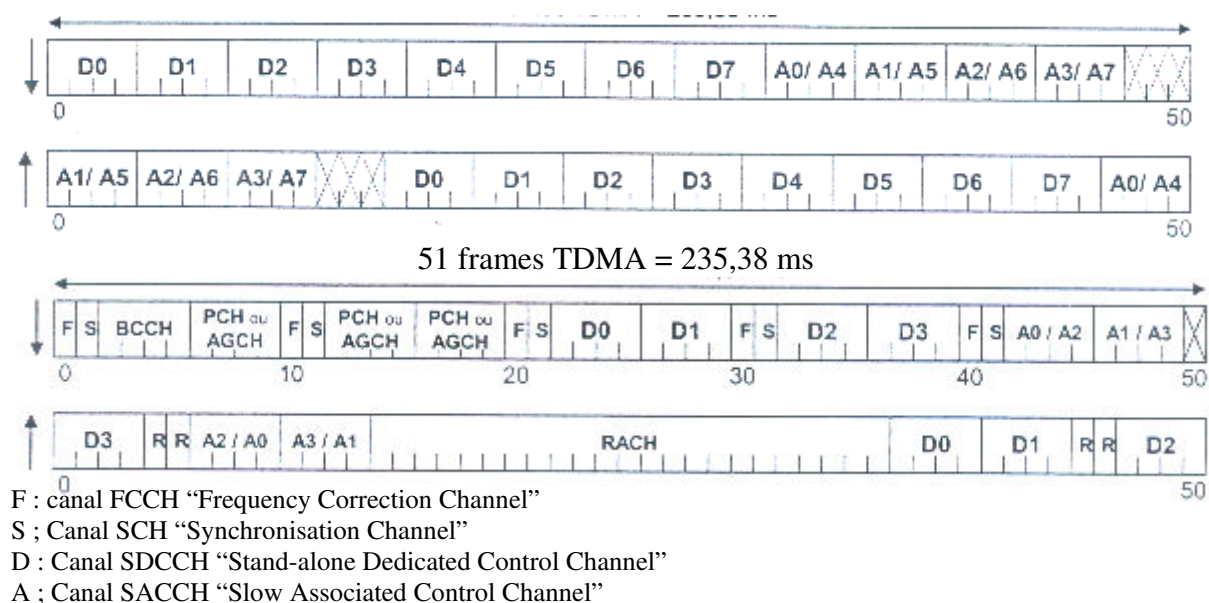 D0 D1 D2 D3 D4 D5 D6 D7 A0/ A4 A1/ A5 A2/ A6 A3/ A7
0 50
A1/ A5 A2/ A6 A3/ A7 D0 D1 D2 D3 D4 D5 D6 D7 A0/ A4
0 50
51 frames TDMA = 235,38 ms
F S BCCH PCH ou AGCH F S PCH ou AGCH PCH ou AGCH F S D0 D1 F S D2 D3 F S A0 / A2 A1 / A3
0 10 20 30 40 50
D3 R R A2 / A0 A3 / A1 RACH D0 D1 R R D2
0 50
F : canal FCCH “Frequency Correction Channel”
S ; Canal SCH “Synchronisation Channel”
D : Canal SDCCH “Stand-alone Dedicated Control Channel”
A ; Canal SACCH “Slow Associated Control Channel”